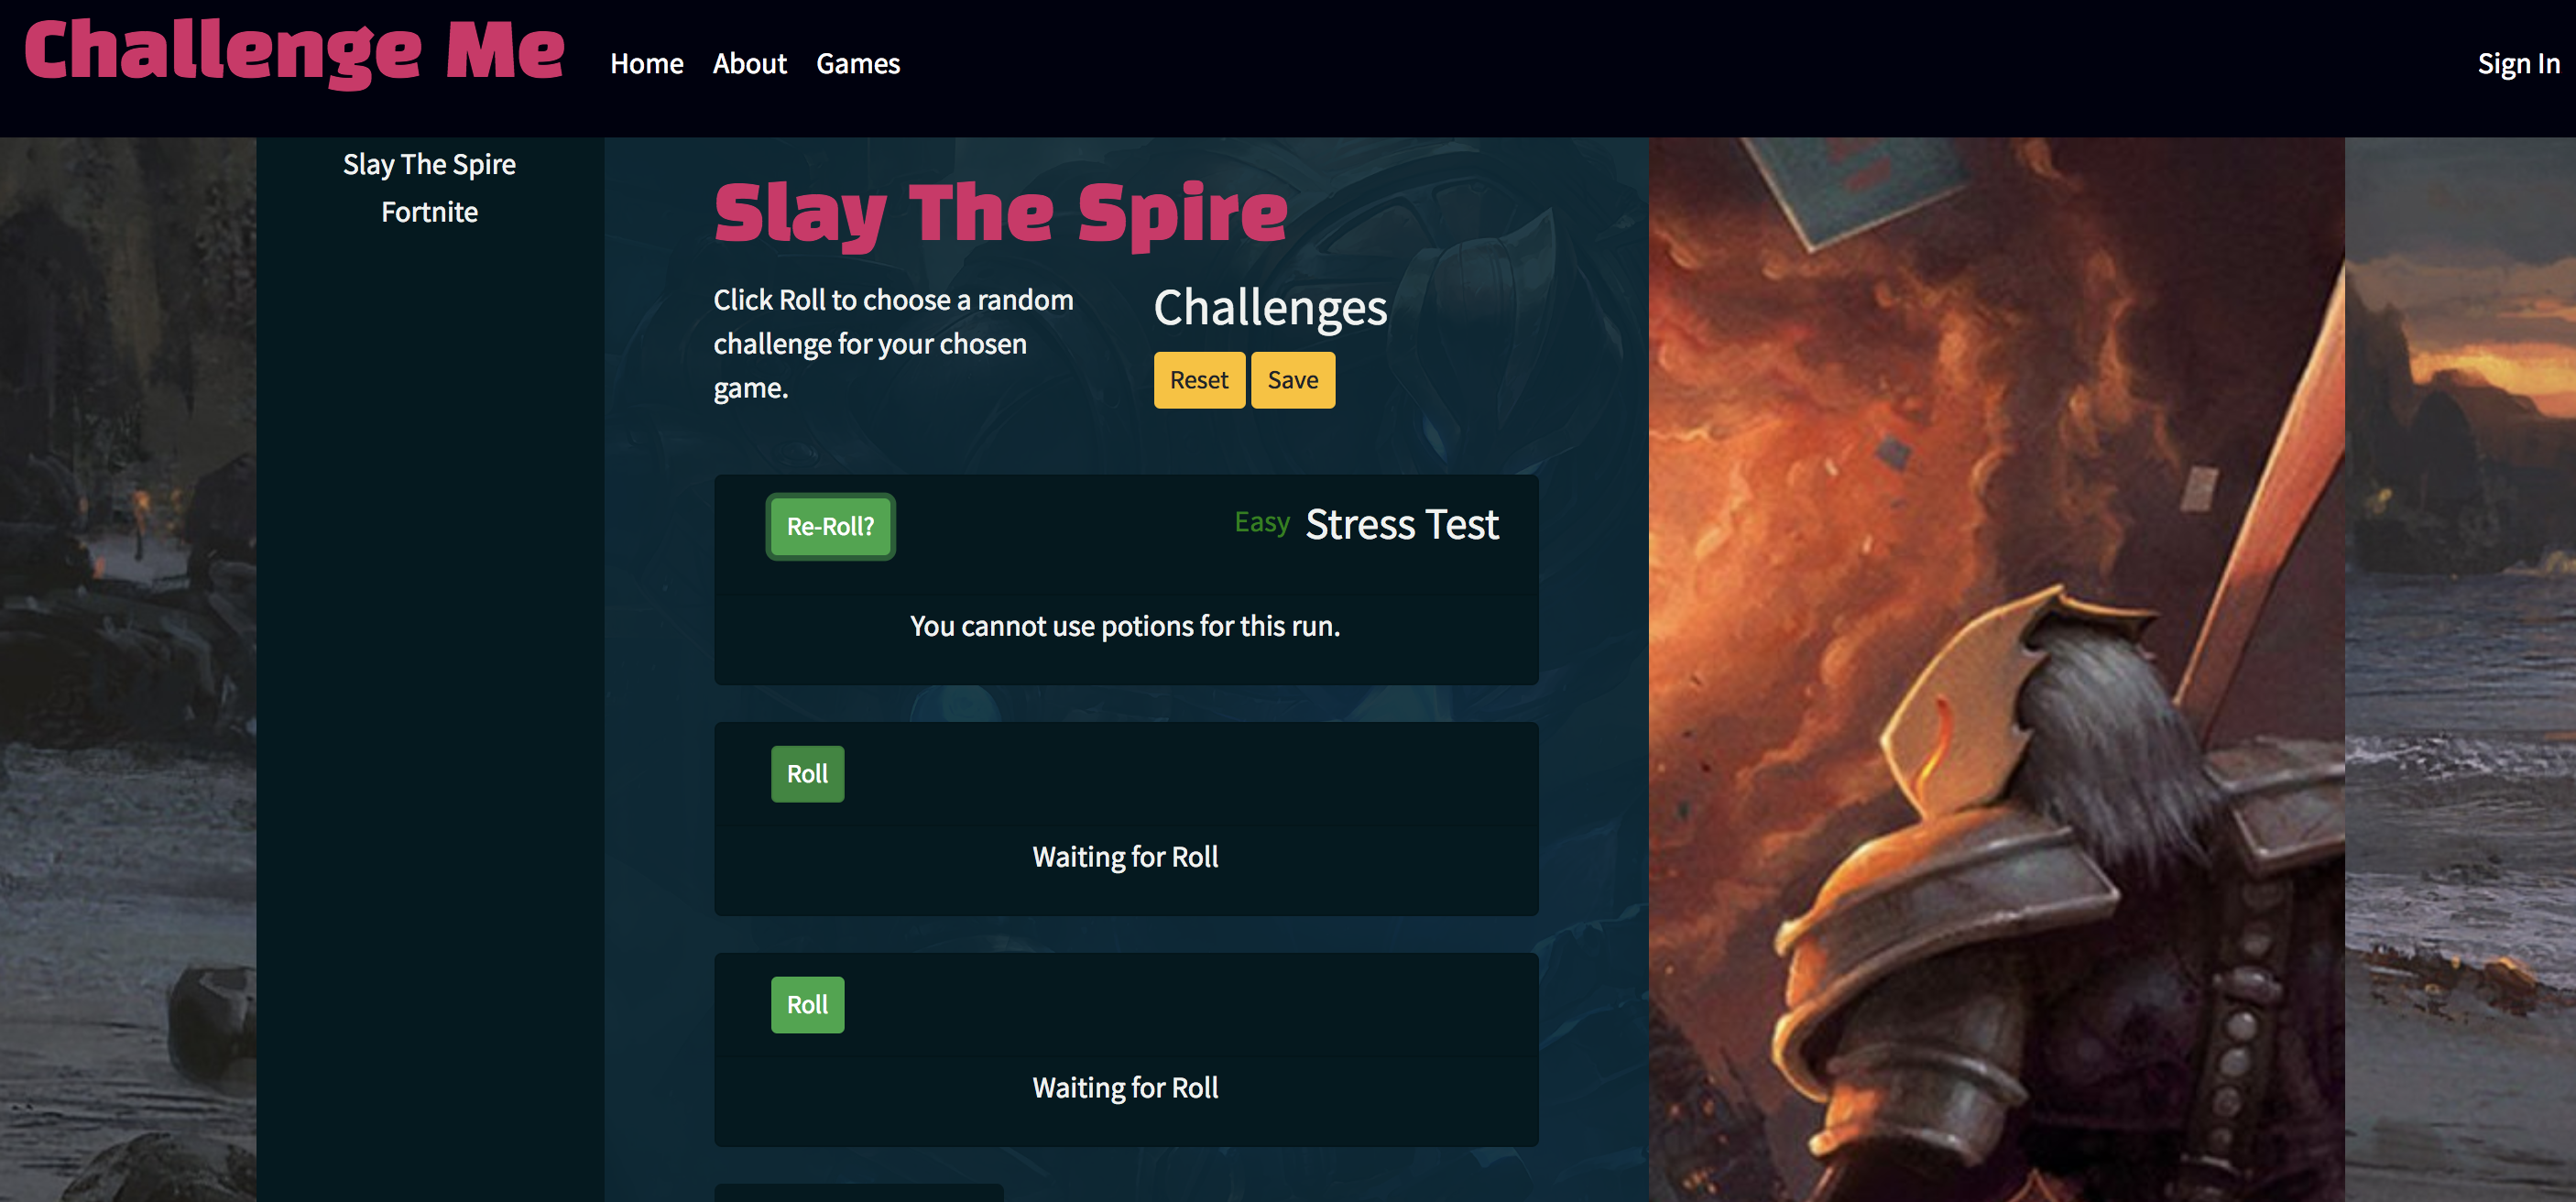 Challenge Me
Home About Games
Sign In
Slay The Spire
Fortnite
Slay The Spire
Click Roll to choose a random
challenge for your chosen
game.
Challenges
Reset Save
Re-Roll?
Easy Stress Test
You cannot use potions for this run.
Roll
Waiting for Roll
Roll
Waiting for Roll